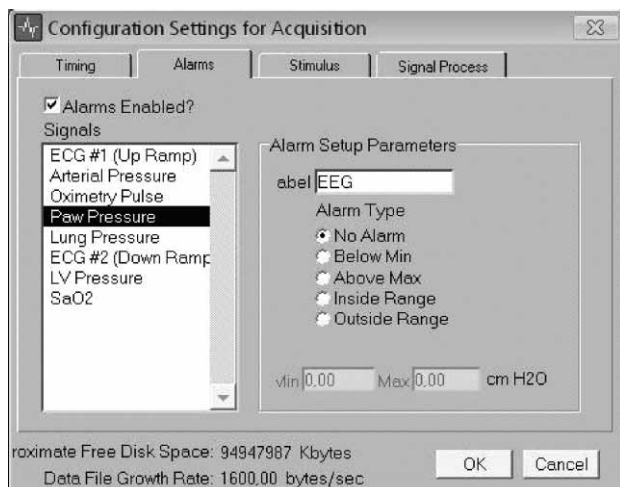 Configuration Settings for Acquisition
Timing
Alarms
Stimulus
Signal Process
Alarms Enabled?
Signals
ECG #1 (Up Ramp)
Arterial Pressure
Oximetry Pulse
Paw Pressure
Lung Pressure
ECG #2 (Down Ramp
LV Pressure
SaO2
Alarm Setup Parameters
abel EEG
Alarm Type
No Alarm
Below Min
Above Max
Inside Range
Outside Range
Min 0,00 Max 0,00 cm H2O
roximate Free Disk Space: 94947987 Kbytes
Data File Growth Rate: 1600,00 bytes/sec
OK
Cancel